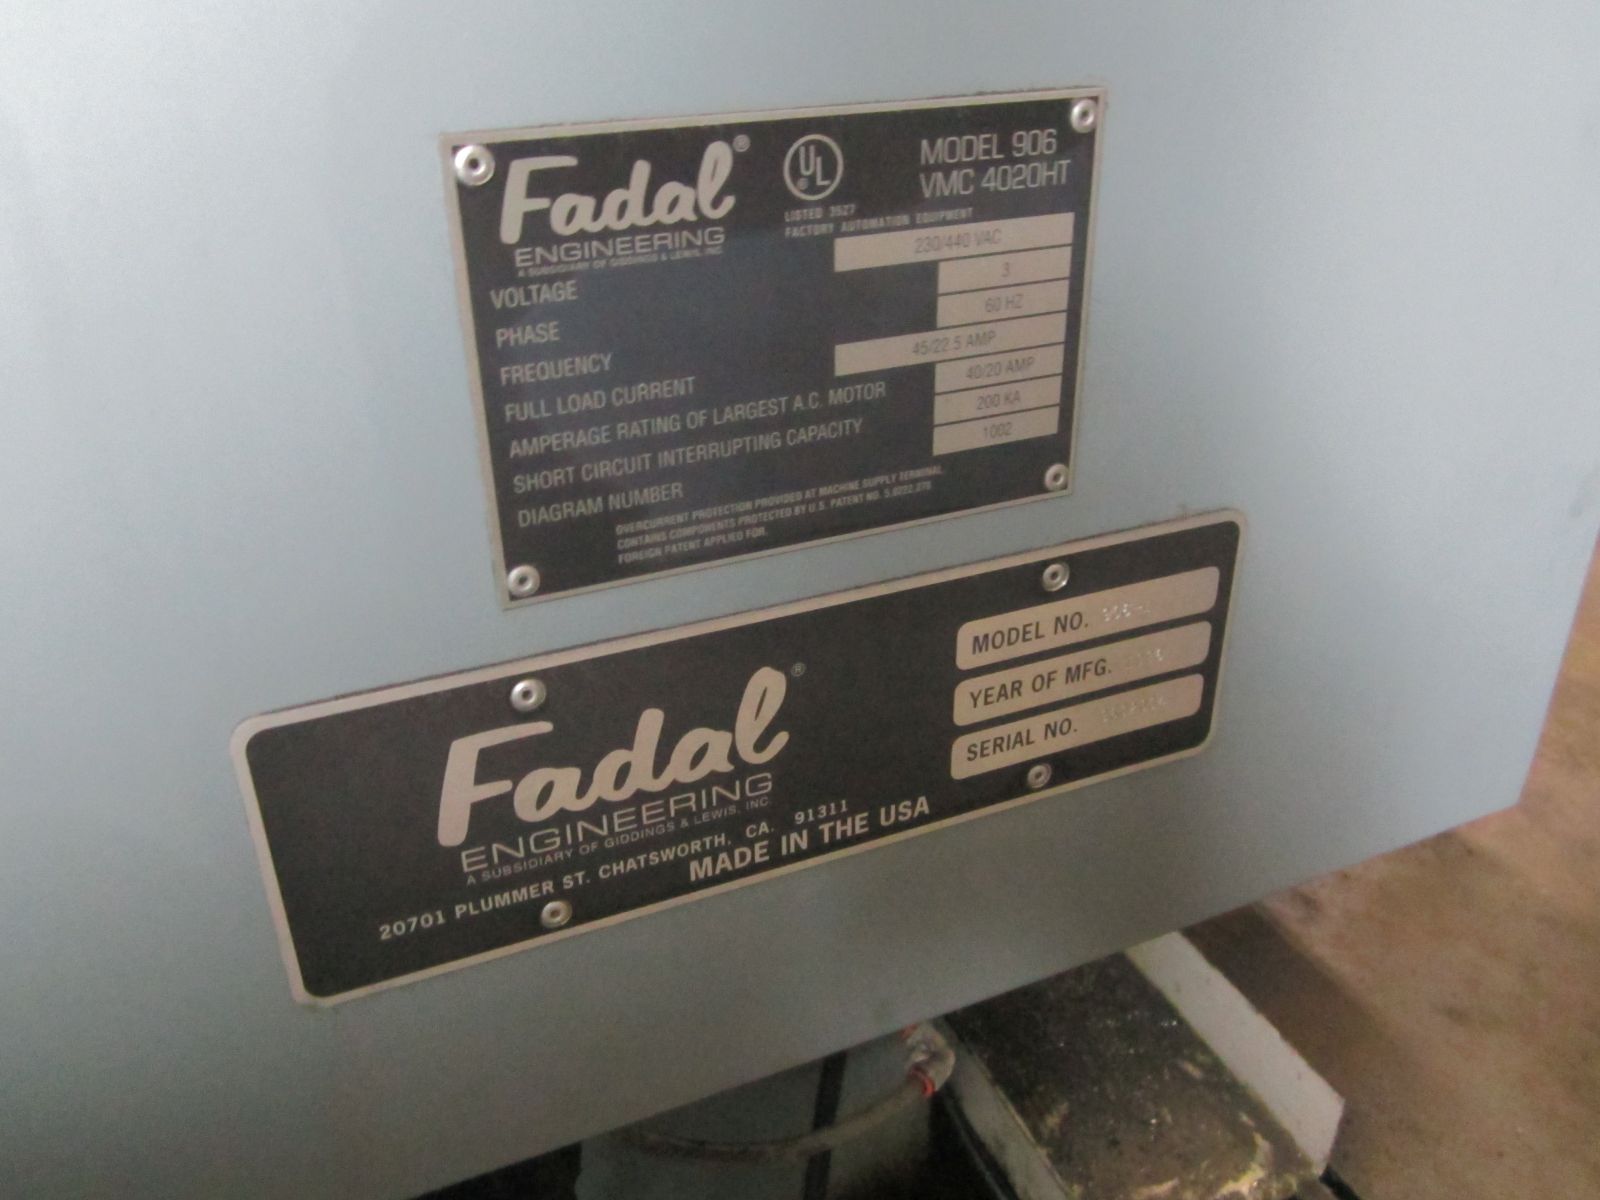 Fadal®
ENGINEERING
A SUBSIDIARY OF GIDDINGS & LEWIS, INC.
UL
®
LISTED 3527
FACTORY AUTOMATION EQUIPMENT
MODEL 906
VMC 4020HT
VOLTAGE 230/440 VAC
PHASE 3
FREQUENCY 60 HZ
FULL LOAD CURRENT 45/22.5 AMP
AMPERAGE RATING OF LARGEST A.C. MOTOR 40/20 AMP
SHORT CIRCUIT INTERRUPTING CAPACITY 200 KA
DIAGRAM NUMBER 1002
OVERCURRENT PROTECTION PROVIDED AT MACHINE SUPPLY TERMINAL
CONTAINS COMPONENTS PROTECTED BY U.S. PATENT NO.
FOREIGN PATENT APPLIED FOR.
Fadal®
ENGINEERING
A SUBSIDIARY OF GIDDINGS & LEWIS, INC.
20701 PLUMMER ST. CHATSWORTH, CA. 91311
MADE IN THE USA
MODEL NO.
YEAR OF MFG.
SERIAL NO.